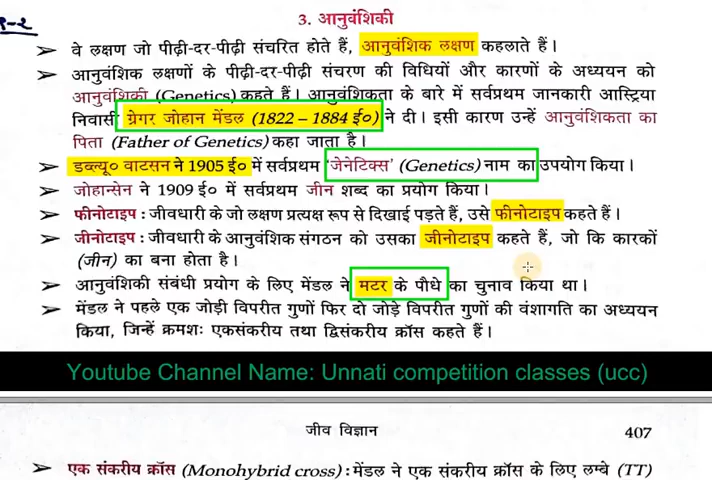 १-२
3. आनुवंशिकी
➤ वे लक्षण जो पीढ़ी-दर-पीढ़ी संचरित होते हैं, आनुवंशिक लक्षण कहलाते हैं।
➤ आनुवंशिक लक्षणों के पीढ़ी-दर-पीढ़ी संचरण की विधियों और कारणों के अध्ययन को
आनुवंशिकी (Genetics) कहते हैं। आनुवंशिकता के बारे में सर्वप्रथम जानकारी आस्ट्रिया
निवासी ग्रेगर जोहान मेंडल (1822 – 1884 ई०) ने दी। इसी कारण उन्हें आनुवंशिकता का
पिता (Father of Genetics) कहा जाता है।
➤ डब्ल्यू० वाटसन ने 1905 ई० में सर्वप्रथम 'जेनेटिक्स' (Genetics) नाम का उपयोग किया।
➤ जोहान्सेन ने 1909 ई० में सर्वप्रथम जीन शब्द का प्रयोग किया।
➤ फीनोटाइप : जीवधारी के जो लक्षण प्रत्यक्ष रूप से दिखाई पड़ते हैं, उसे फीनोटाइप कहते हैं।
➤ जीनोटाइप : जीवधारी के आनुवंशिक संगठन को उसका जीनोटाइप कहते हैं, जो कि कारकों
(जीन) का बना होता है।
➤ आनुवंशिकी संबंधी प्रयोग के लिए मेंडल ने मटर के पौधे का चुनाव किया था।
➤ मेंडल ने पहले एक जोड़ी विपरीत गुणों फिर दो जोड़े विपरीत गुणों की वंशागति का अध्ययन
किया, जिन्हें क्रमशः एकसंकरीय तथा द्विसंकरीय क्रॉस कहते हैं।
Youtube Channel Name: Unnati competition classes (ucc)
जीव विज्ञान 407
➤ एक संकरीय क्रॉस (Monohybrid cross) : मेंडल ने एक संकरीय क्रॉस के लिए लम्बे (TT)